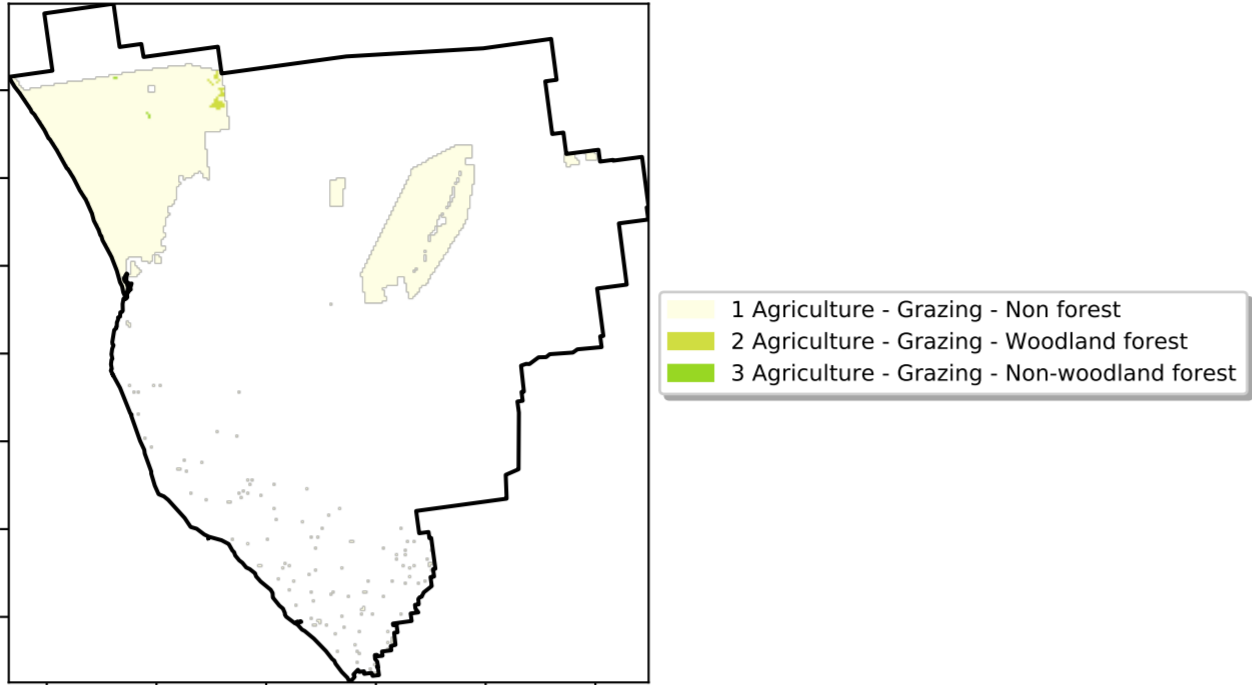 1 Agriculture - Grazing - Non forest
2 Agriculture - Grazing - Woodland forest
3 Agriculture - Grazing - Non-woodland forest